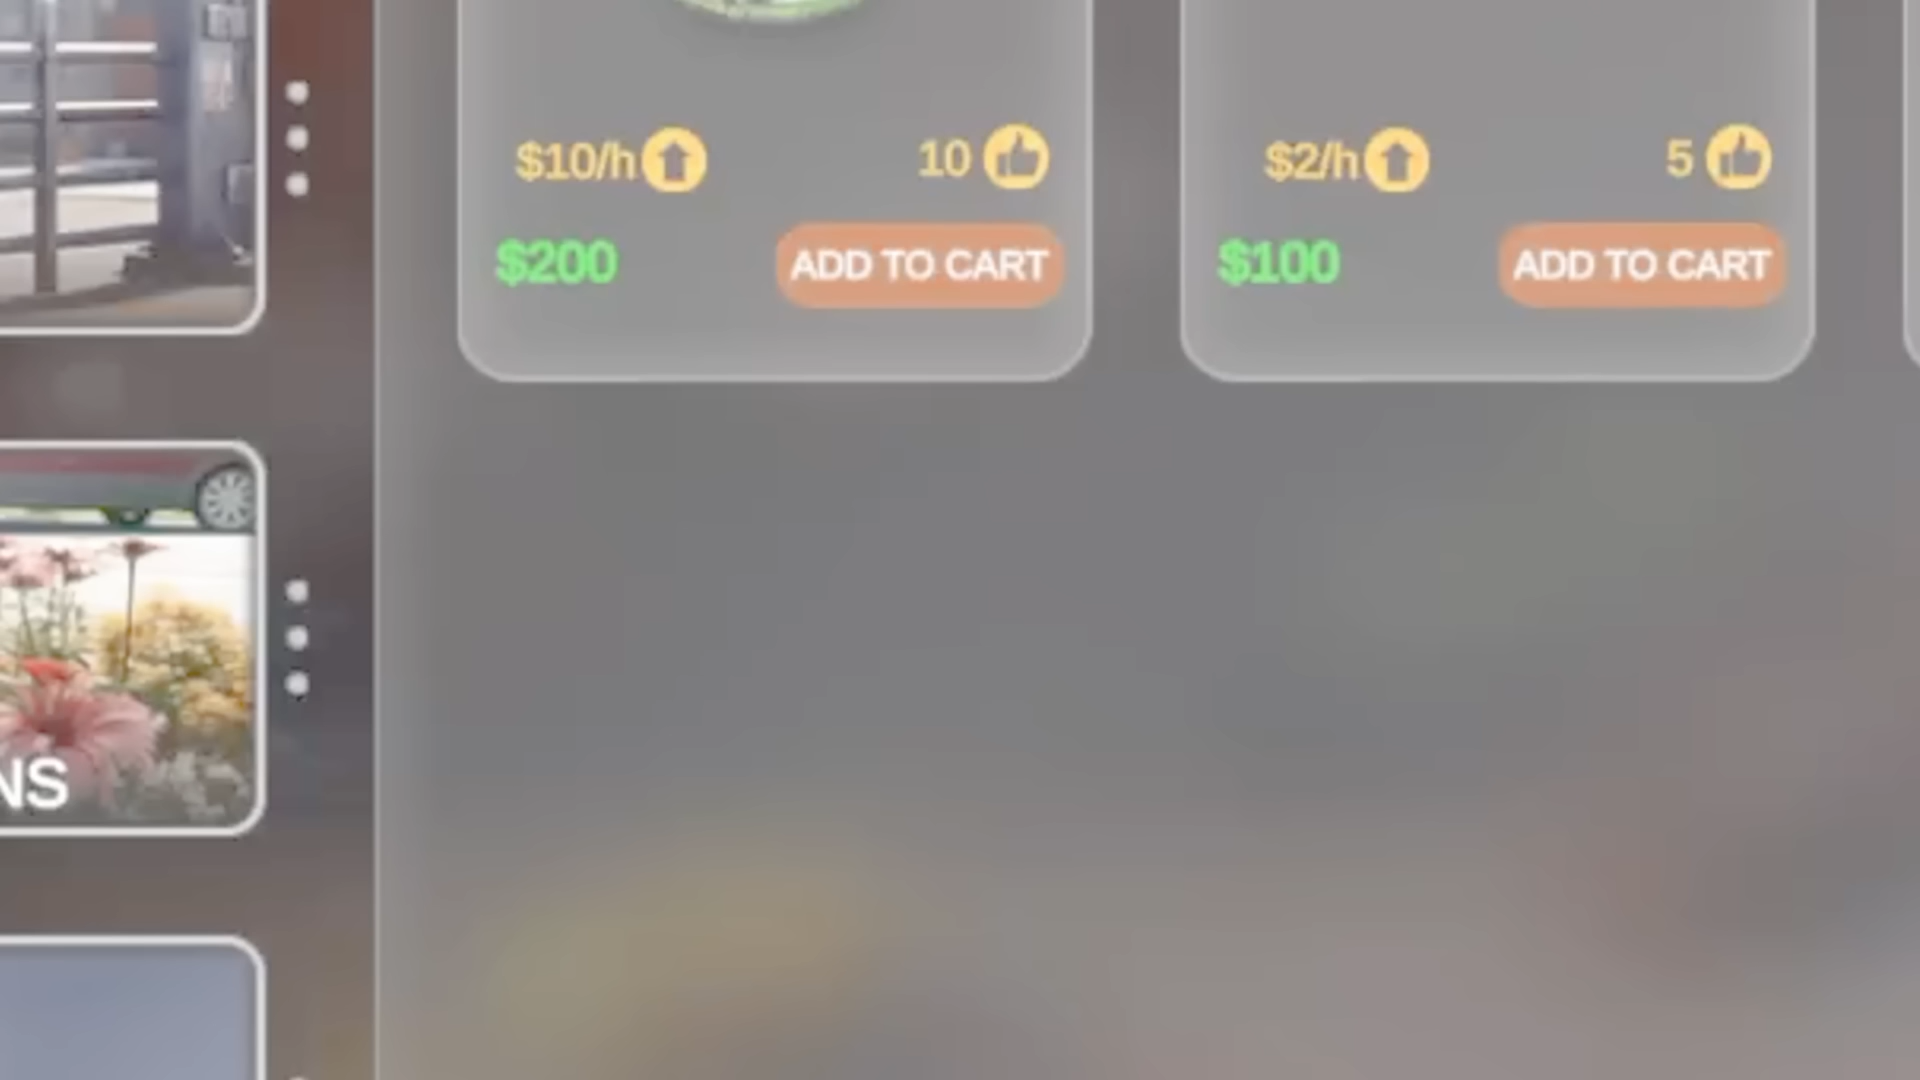 $10/h 10
$200 ADD TO CART
$2/h 5
$100 ADD TO CART
NS